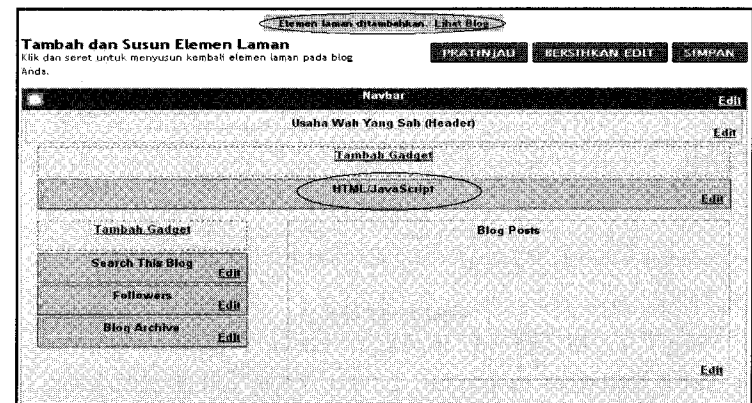 Elemen laman ditambahkan. Lihat Blog
Tambah dan Susun Elemen Laman
Klik dan seret untuk menyusun kembali elemen laman pada blog
Anda.
PRATINJAU BERSIHKAN EDIT SIMPAN
Navbar
Edit
Usaha Wah Yang Sah (Header)
Edit
Tambah Gadget
HTML/JavaScript
Edit
Tambah Gadget
Search This Blog
Edit
Followers
Edit
Blog Archive
Edit
Blog Posts
Edit